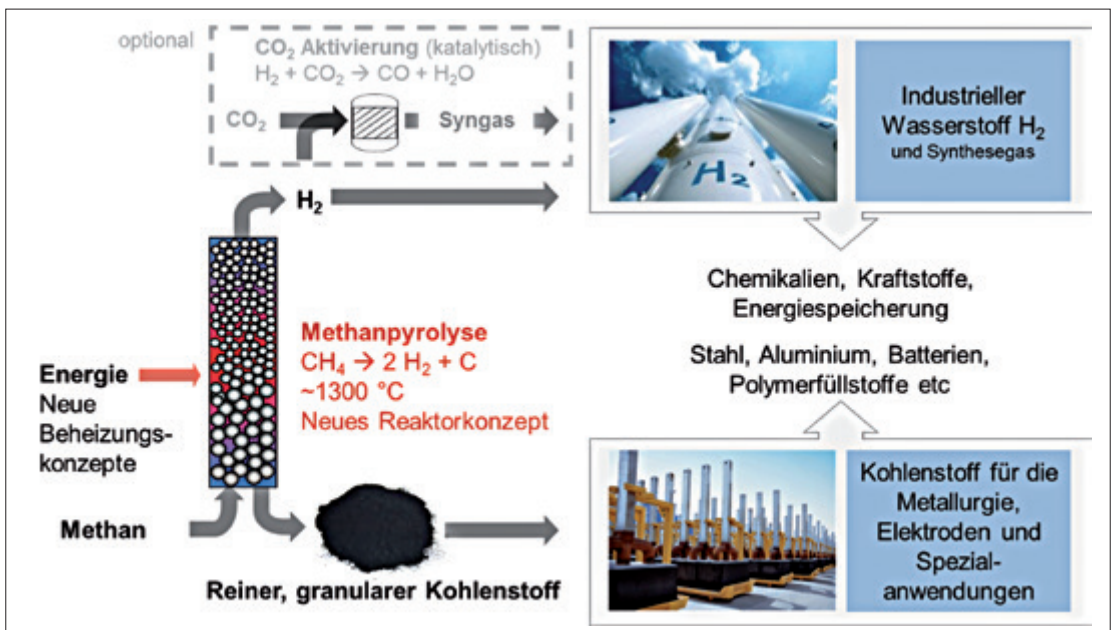 optional
CO₂ Aktivierung (katalytisch)
H₂ + CO₂ → CO + H₂O
CO₂
Syngas
H₂
H₂
Industrieller
Wasserstoff H₂
und Synthesegas
Chemikalien, Kraftstoffe,
Energiespeicherung
Methanpyrolyse
CH₄ → 2 H₂ + C
~1300 °C
Neues Reaktorkonzept
Energie
Neue
Beheizungs-
konzepte
Stahl, Aluminium, Batterien,
Polymerfüllstoffe etc
Methan
Reiner, granularer Kohlenstoff
Kohlenstoff für die
Metallurgie,
Elektroden und
Spezial-
anwendungen